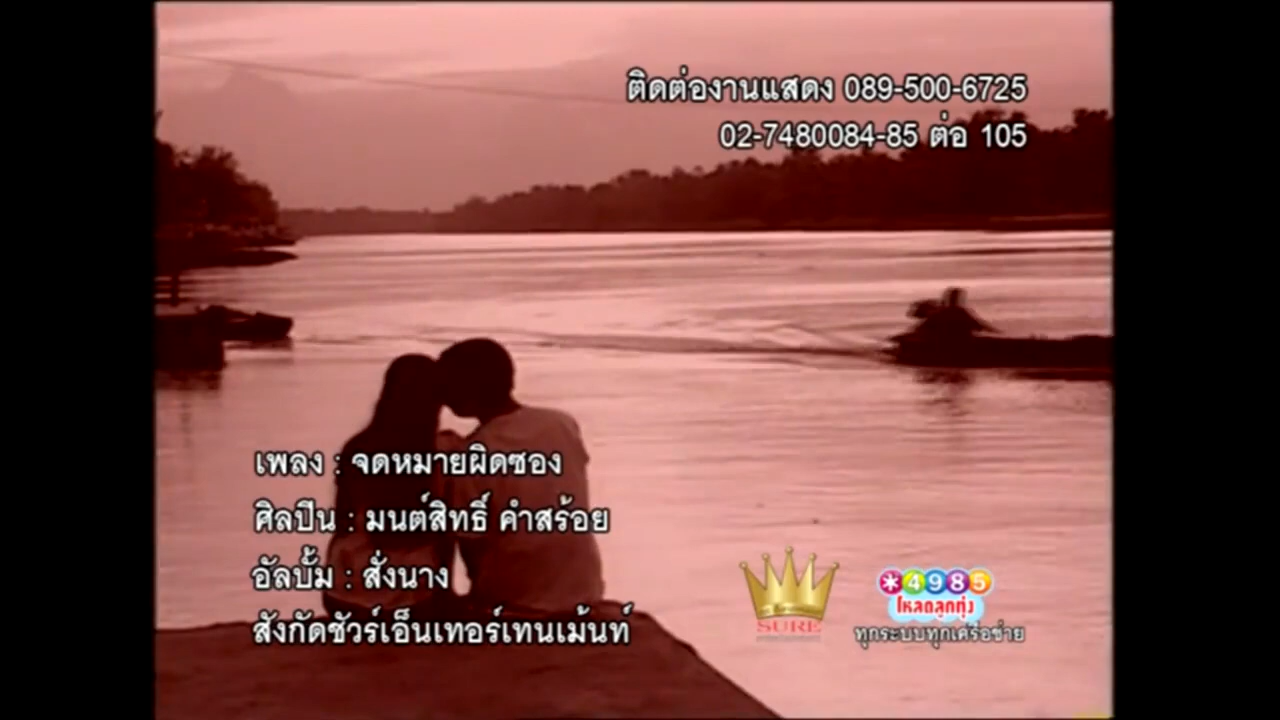 ติดต่องานแสดง 089-500-6725
02-7480084-85 ต่อ 105
เพลง : จดหมายผิดซอง
ศิลปิน : มนต์สิทธิ์ คำสร้อย
อัลบั้ม : สั่งนาง
สังกัดชัวร์เอ็นเทอร์เทนเม้นท์
SURE
*4985
โหลดลูกทุ่ง
ทุกระบบทุกเครือข่าย